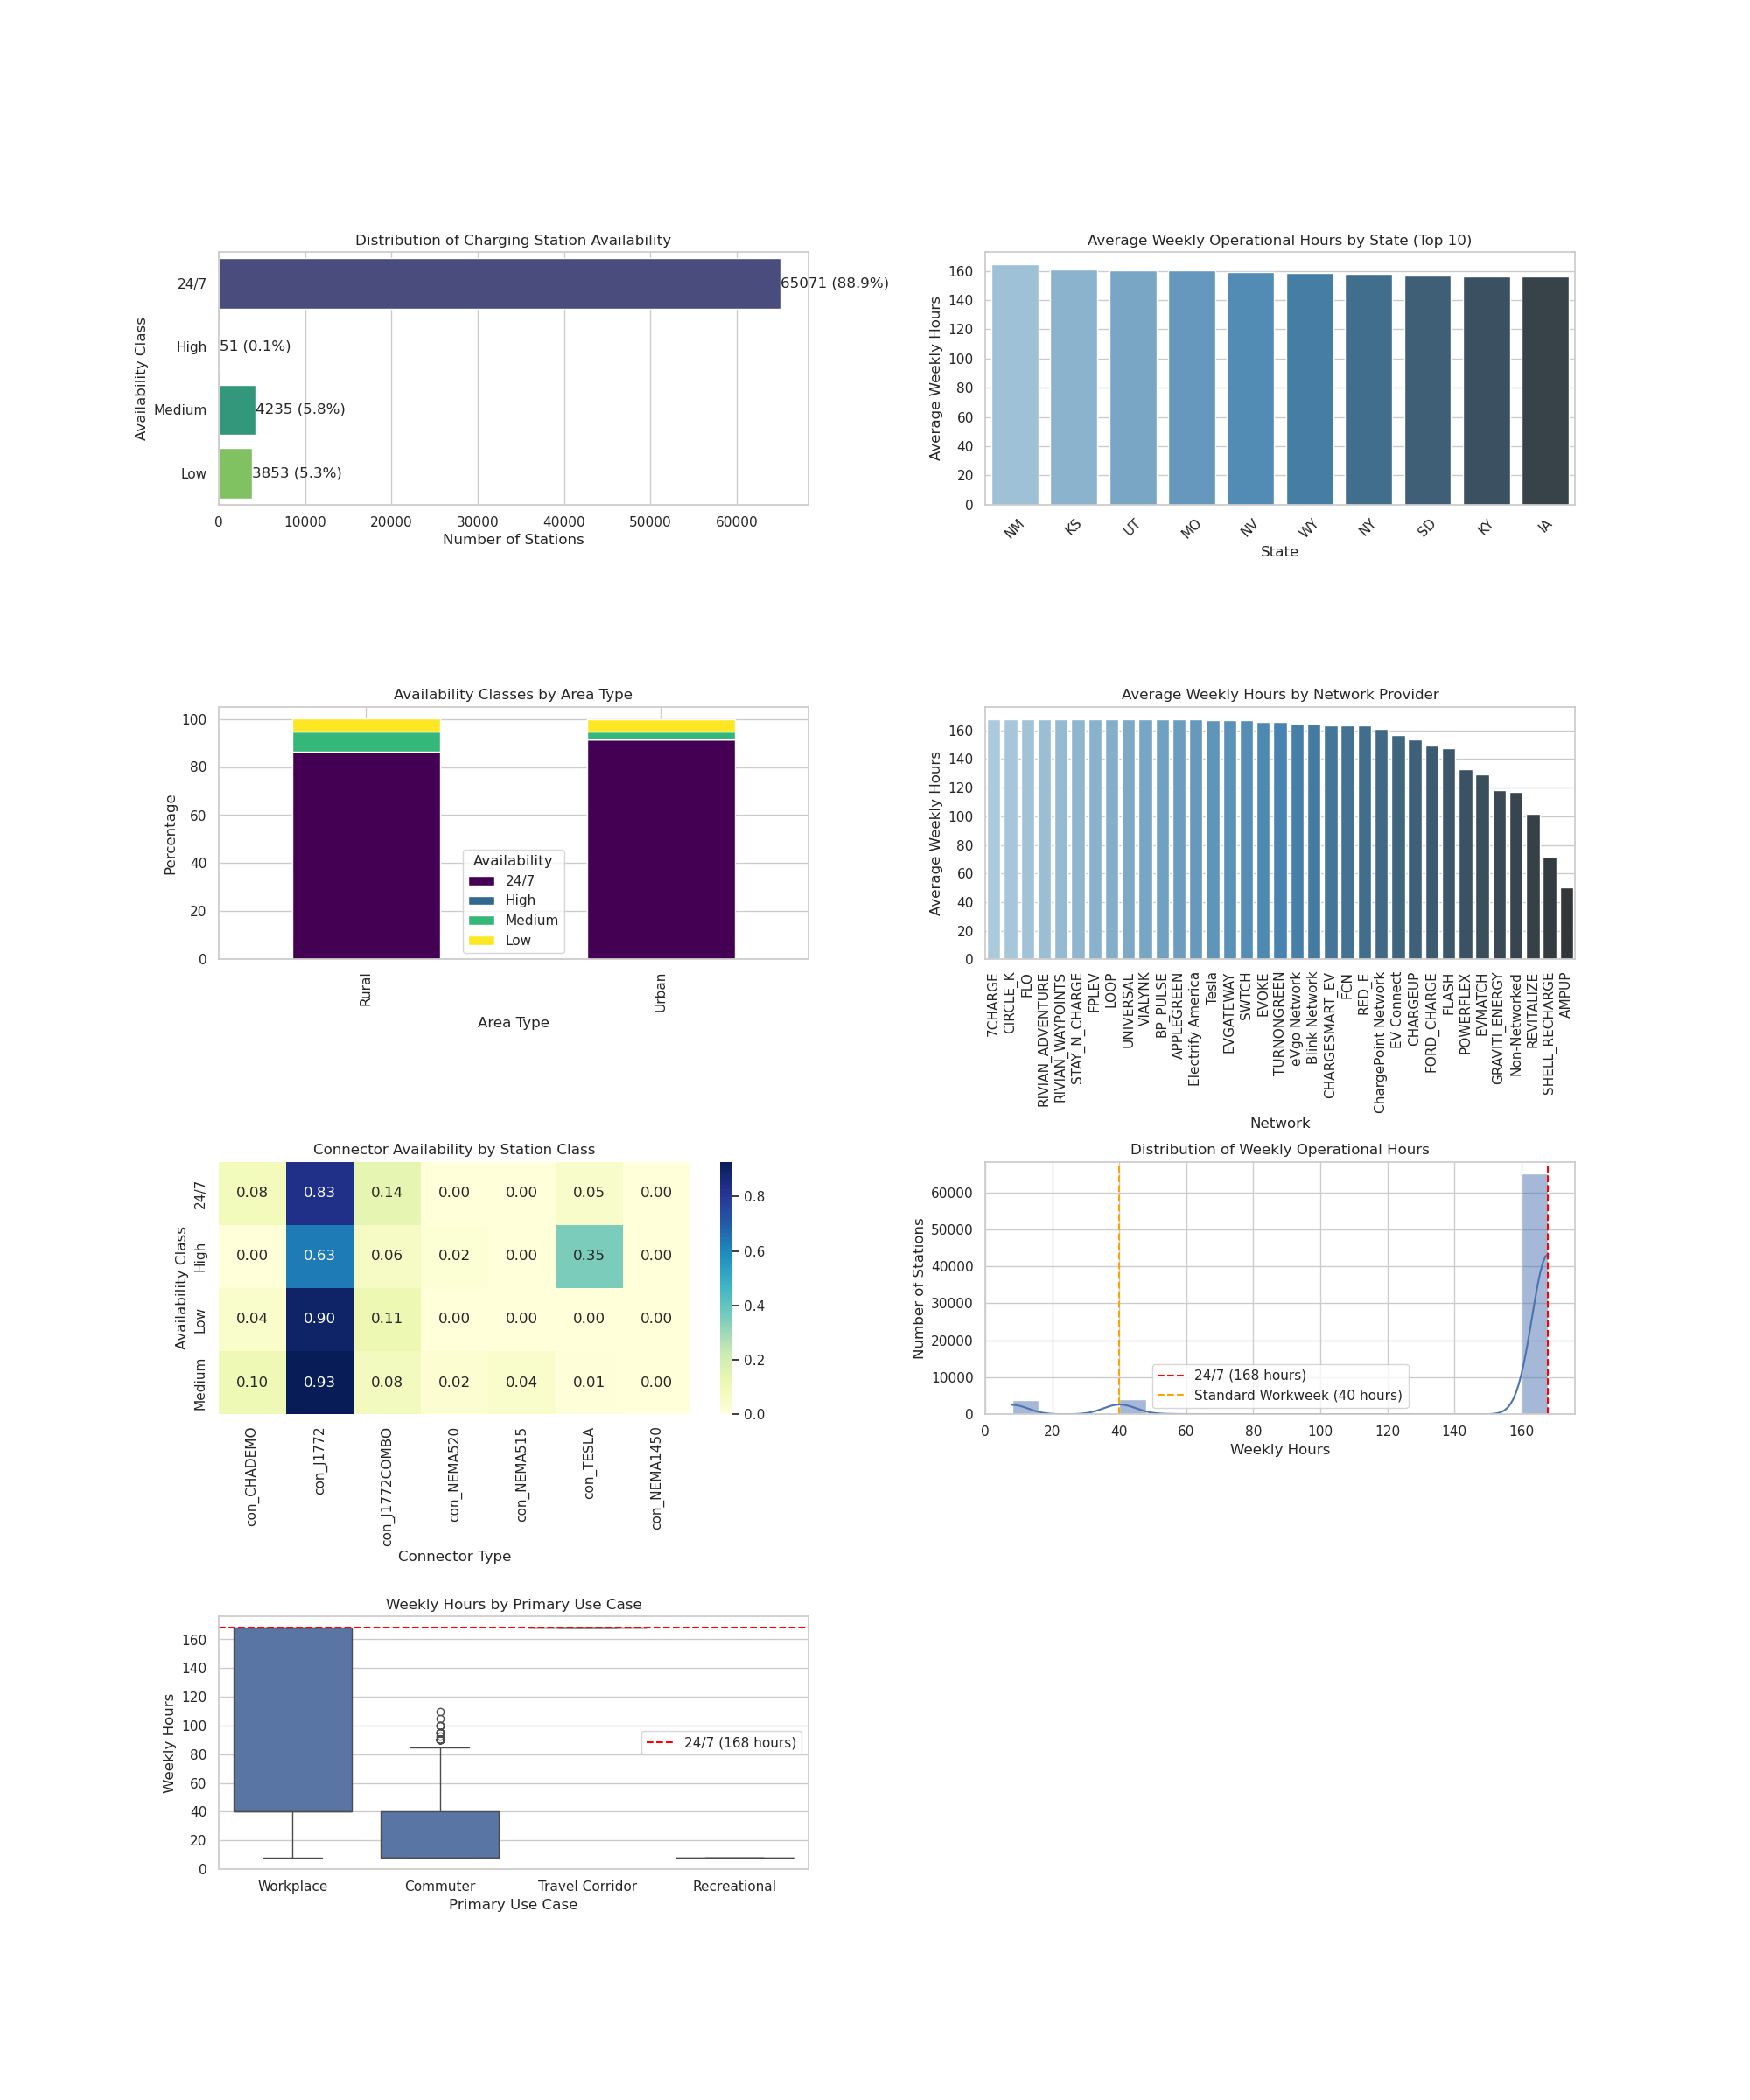 Distribution of Charging Station Availability
Availability Class
24/7
High
Medium
Low
65071 (88.9%)
51 (0.1%)
4235 (5.8%)
3853 (5.3%)
0 10000 20000 30000 40000 50000 60000
Number of Stations
Average Weekly Operational Hours by State (Top 10)
Average Weekly Hours
160
140
120
100
80
60
40
20
0
NM KS UT MO NV WY NY SD KY IA
State
Availability Classes by Area Type
Percentage
100
80
60
40
20
0
Availability
24/7
High
Medium
Low
Rural Urban
Area Type
Average Weekly Hours by Network Provider
Average Weekly Hours
160
140
120
100
80
60
40
20
0
7CHARGE
CIRCLE_K
FLO
RIVIAN_ADVENTURE
RIVIAN_WAYPOINTS
STAY_N_CHARGE
FPLEV
LOOP
UNIVERSAL
VIALYNK
BP_PULSE
APPLEGREEN
Electrify America
Tesla
EVGATEWAY
SWTCH
EVOKE
TURNONGREEN
eVgo Network
Blink Network
CHARGESMART_EV
FCN
RED_E
ChargePoint Network
EV Connect
CHARGEUP
FORD_CHARGE
FLASH
POWERFLEX
EVMATCH
GRAVITI_ENERGY
Non-Networked
REVITALIZE
SHELL_RECHARGE
AMPUP
Network
Connector Availability by Station Class
Availability Class
24/7 0.08 0.83 0.14 0.00 0.00 0.05 0.00
High 0.00 0.63 0.06 0.02 0.00 0.35 0.00
Low 0.04 0.90 0.11 0.00 0.00 0.00 0.00
Medium 0.10 0.93 0.08 0.02 0.04 0.01 0.00
0.8
0.6
0.4
0.2
0.0
con_CHADEMO
con_J1772
con_J1772COMBO
con_NEMA520
con_NEMA515
con_TESLA
con_NEMA1450
Connector Type
Distribution of Weekly Operational Hours
Number of Stations
60000
50000
40000
30000
20000
10000
0
24/7 (168 hours)
Standard Workweek (40 hours)
0 20 40 60 80 100 120 140 160
Weekly Hours
Weekly Hours by Primary Use Case
Weekly Hours
160
140
120
100
80
60
40
20
0
24/7 (168 hours)
Workplace Commuter Travel Corridor Recreational
Primary Use Case